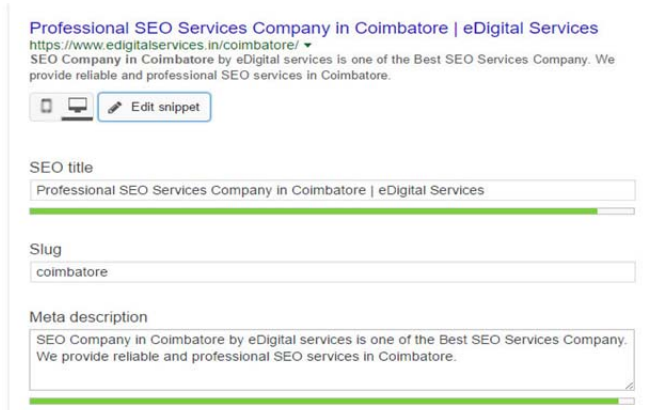 Professional SEO Services Company in Coimbatore | eDigital Services
https://www.edigitalservices.in/coimbatore/
SEO Company in Coimbatore by eDigital services is one of the Best SEO Services Company. We
provide reliable and professional SEO services in Coimbatore.
Edit snippet
SEO title
Professional SEO Services Company in Coimbatore | eDigital Services
Slug
coimbatore
Meta description
SEO Company in Coimbatore by eDigital services is one of the Best SEO Services Company.
We provide reliable and professional SEO services in Coimbatore.